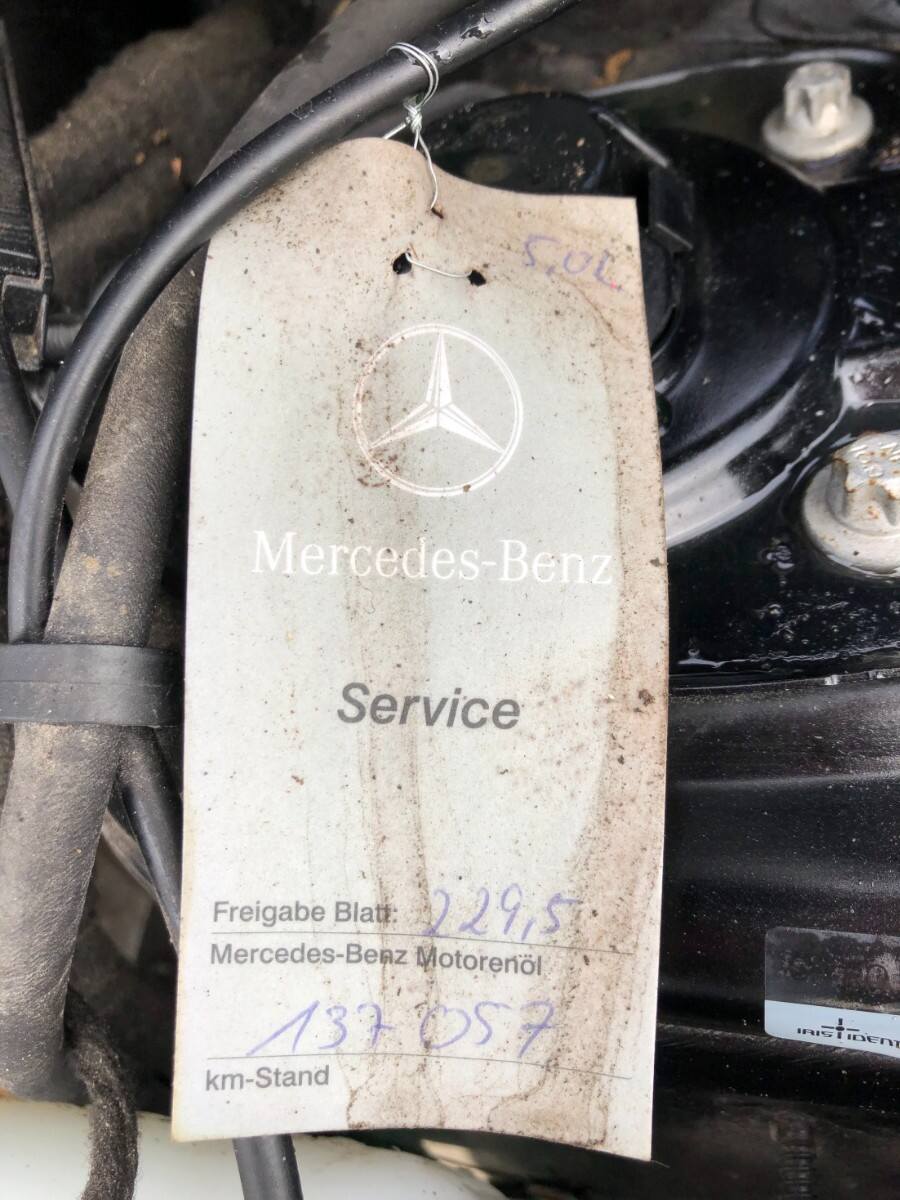 5,0L
Mercedes-Benz
Service
Freigabe Blatt: 229,5
Mercedes-Benz Motorenöl
137 057
km-Stand